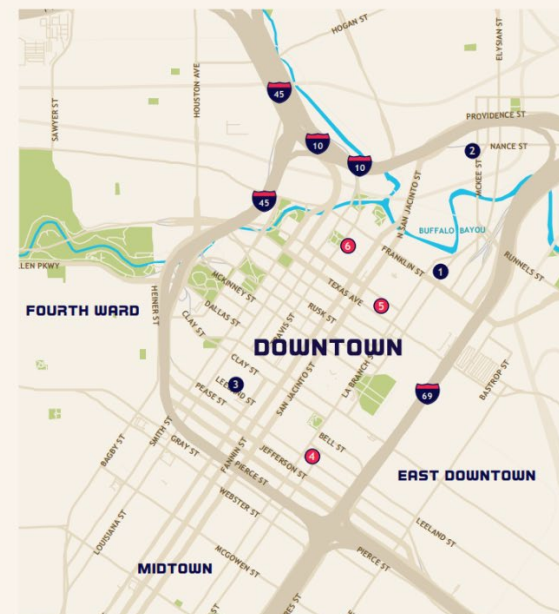 HOGAN ST
ELYSIAN ST
HOUSTON AVE
SAWYER ST
45
PROVIDENCE ST
10
2
NANCE ST
10
MCKEE ST
45
N SAN JACINTO ST
BUFFALO BAYOU
6
FRANKLIN ST
1
RUNNELS ST
LEN PKWY
MCKINNEY ST
TEXAS AVE
HEINER ST
DALLAS ST
RUSK ST
5
FOURTH WARD
CLAY ST
DOWNTOWN
CLAY ST
LA BRANCH ST
BASTROP ST
3
LEELAND ST
SAN JACINTO ST
69
PEASE ST
SMITH ST
BELL ST
BAGBY ST
GRAY ST
FANNIN ST
JEFFERSON ST
4
PIERCE ST
EAST DOWNTOWN
WEBSTER ST
LOUISIANA ST
LEELAND ST
MCGOWEN ST
PIERCE ST
MIDTOWN